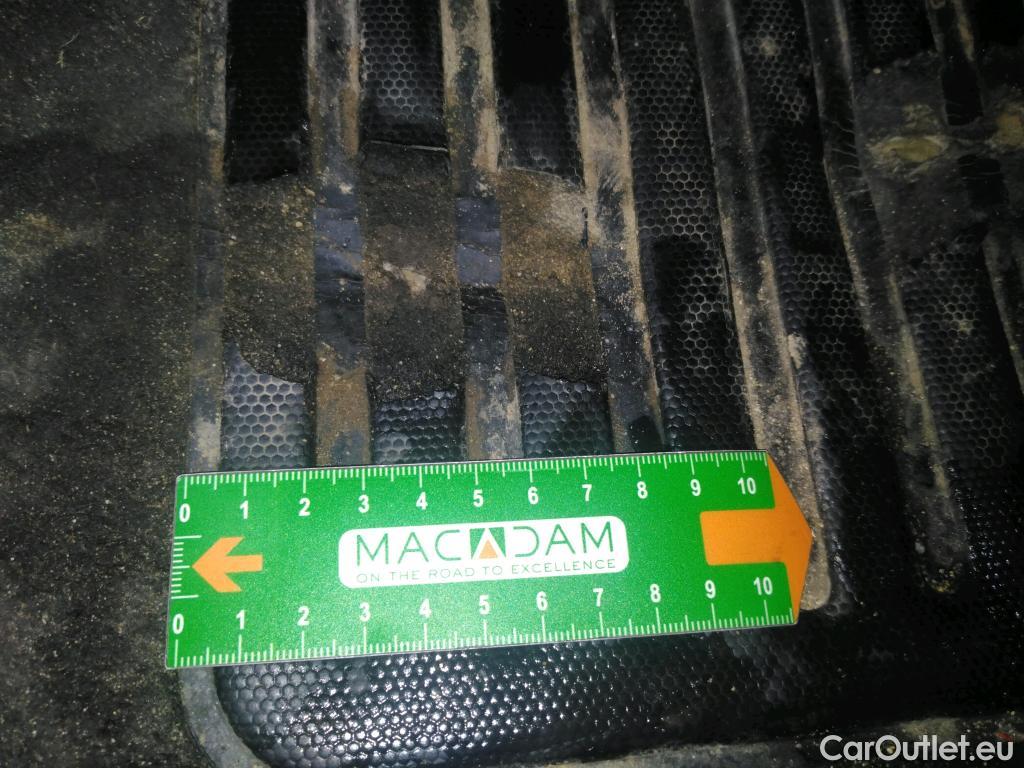 0 1 2 3 4 5 6 7 8 9 10
MACADAM
ON THE ROAD TO EXCELLENCE
0 1 2 3 4 5 6 7 8 9 10
CarOutlet.eu